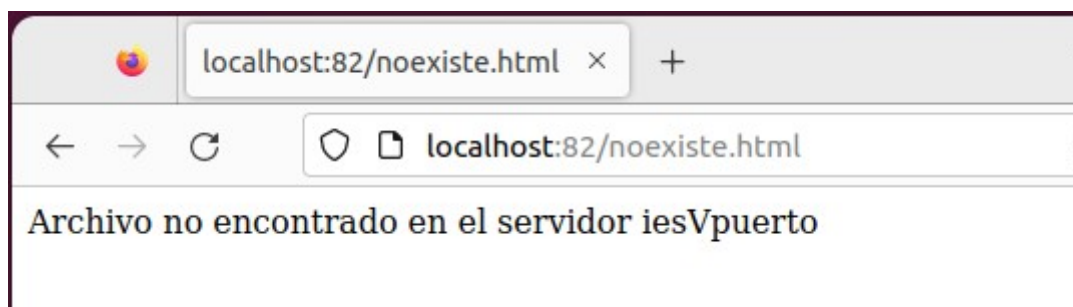 localhost:82/noexiste.html
localhost:82/noexiste.html
Archivo no encontrado en el servidor iesVpuerto